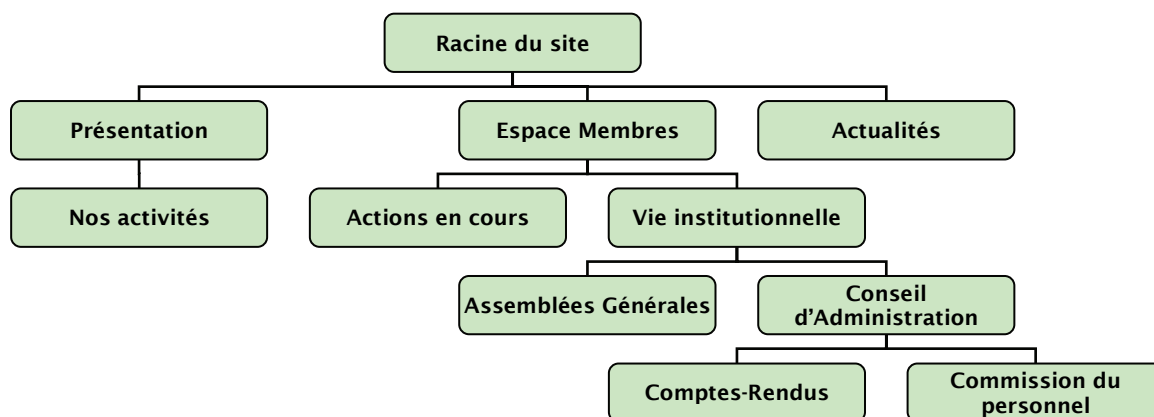 Racine du site
Présentation
Espace Membres
Actualités
Nos activités
Actions en cours
Vie institutionnelle
Assemblées Générales
Conseil
d’Administration
Comptes-Rendus
Commission du
personnel